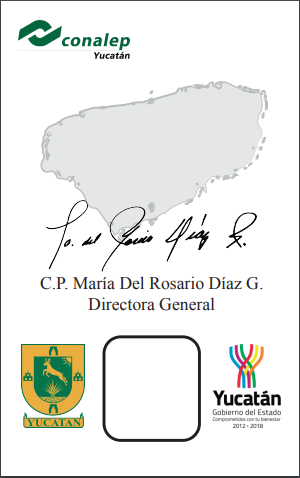 conalep
Yucatán
Ro. del Rosario Díaz G.
C.P. María Del Rosario Díaz G.
Directora General
YUCATAN
Yucatán
Gobierno del Estado
Comprometidos con tu bienestar
2012 • 2018